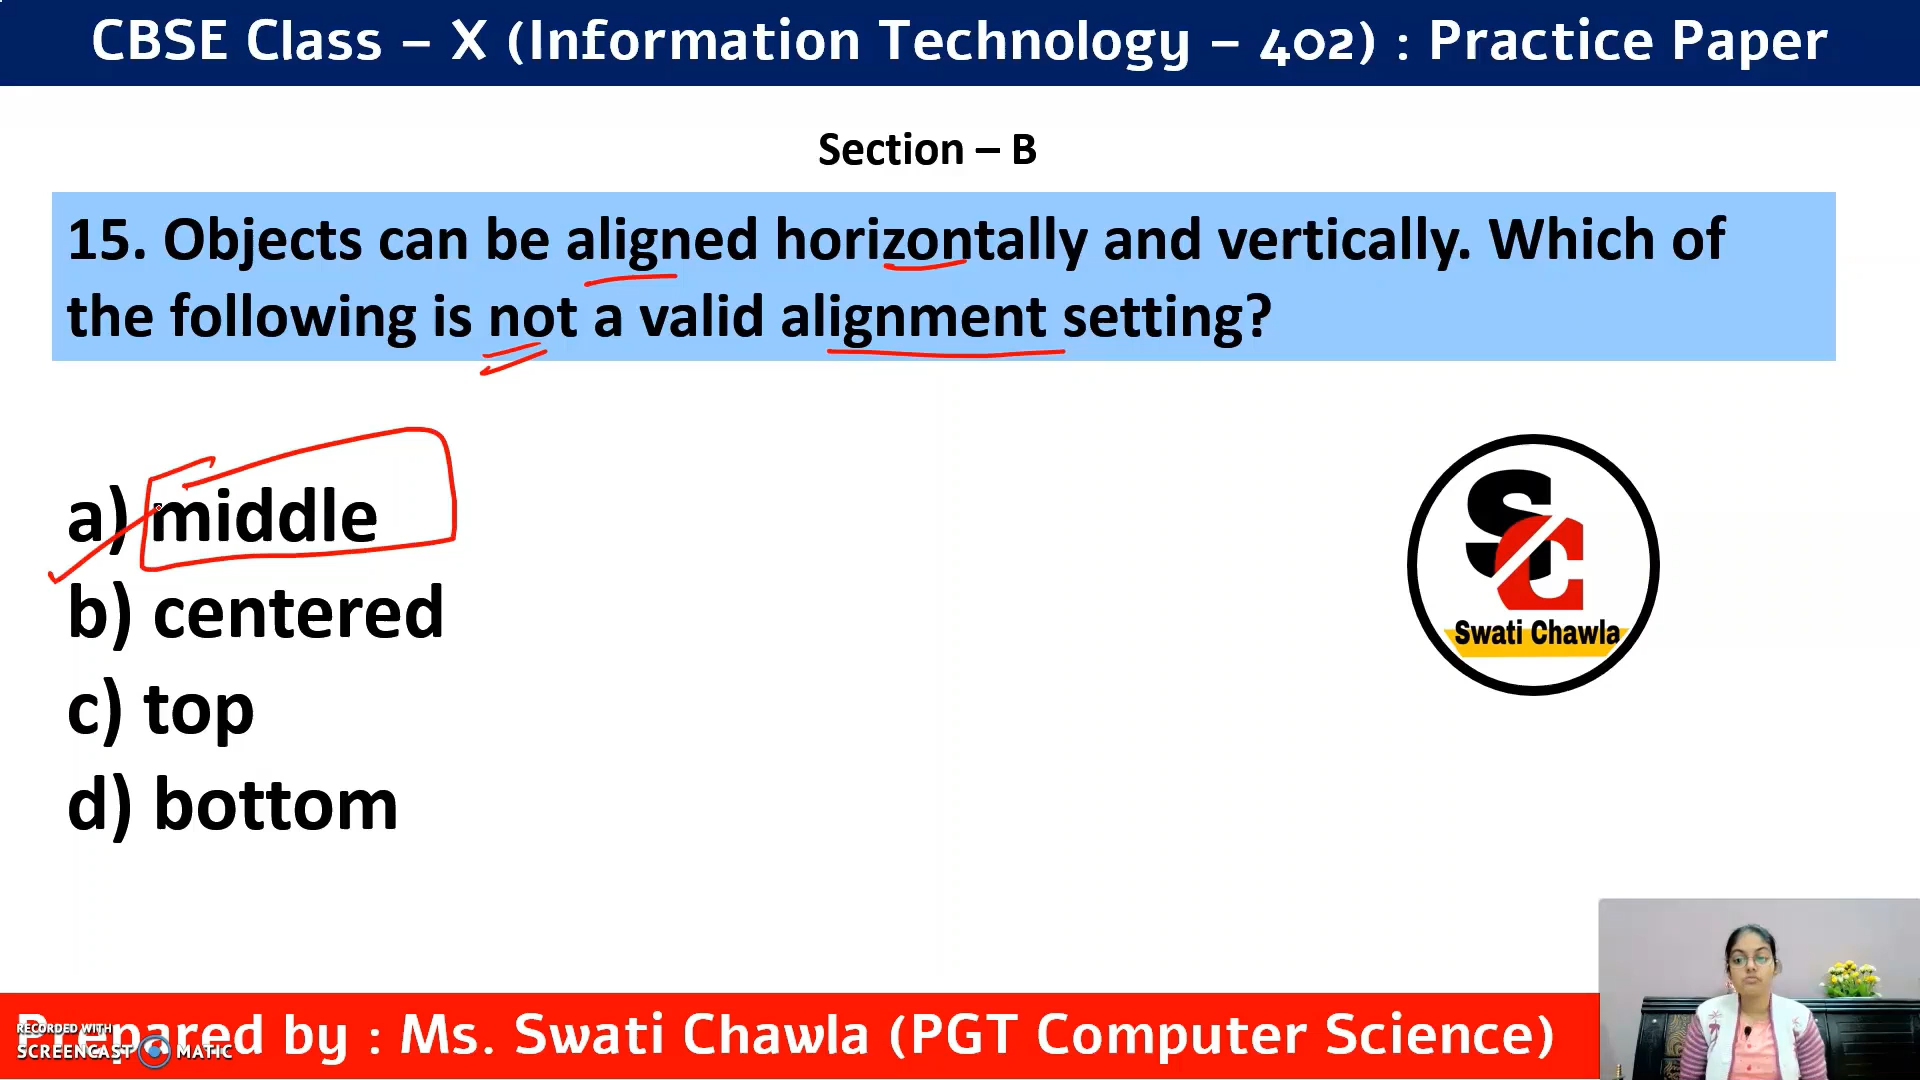 CBSE Class – X (Information Technology – 402) : Practice Paper
Section – B
15. Objects can be aligned horizontally and vertically. Which of
the following is not a valid alignment setting?
a) middle
b) centered
c) top
d) bottom
SC
Swati Chawla
Prepared by : Ms. Swati Chawla (PGT Computer Science)
RECORDED WITH
SCREENCAST MATIC